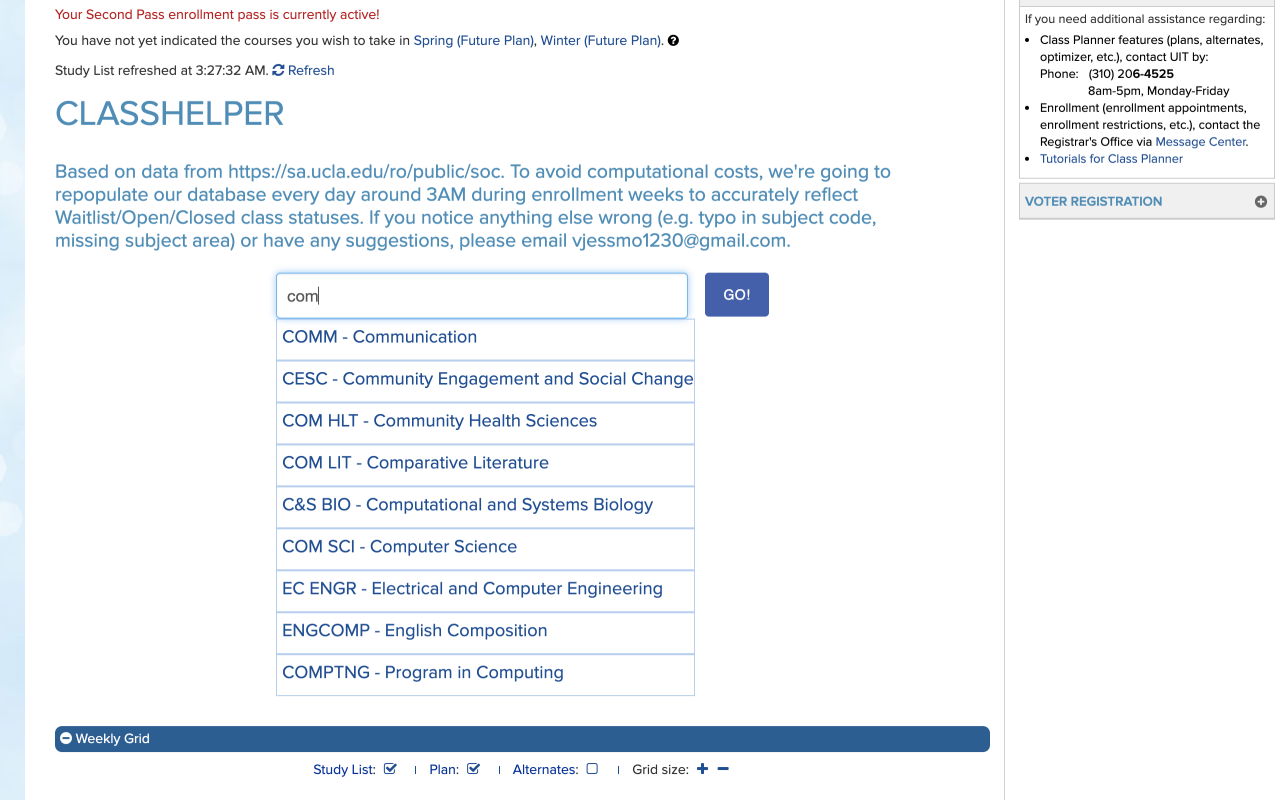 Your Second Pass enrollment pass is currently active!
You have not yet indicated the courses you wish to take in Spring (Future Plan), Winter (Future Plan).
Study List refreshed at 3:27:32 AM. Refresh
CLASSHELPER
Based on data from https://sa.ucla.edu/ro/public/soc. To avoid computational costs, we're going to
repopulate our database every day around 3AM during enrollment weeks to accurately reflect
Waitlist/Open/Closed class statuses. If you notice anything else wrong (e.g. typo in subject code,
missing subject area) or have any suggestions, please email vjessmo1230@gmail.com.
com
GO!
COMM - Communication
CESC - Community Engagement and Social Change
COM HLT - Community Health Sciences
COM LIT - Comparative Literature
C&S BIO - Computational and Systems Biology
COM SCI - Computer Science
EC ENGR - Electrical and Computer Engineering
ENGCOMP - English Composition
COMPTNG - Program in Computing
Weekly Grid
Study List: | Plan: | Alternates: | Grid size: + −
If you need additional assistance regarding:
• Class Planner features (plans, alternates,
optimizer, etc.), contact UIT by:
Phone: (310) 206-4525
8am-5pm, Monday-Friday
• Enrollment (enrollment appointments,
enrollment restrictions, etc.), contact the
Registrar's Office via Message Center.
• Tutorials for Class Planner
VOTER REGISTRATION